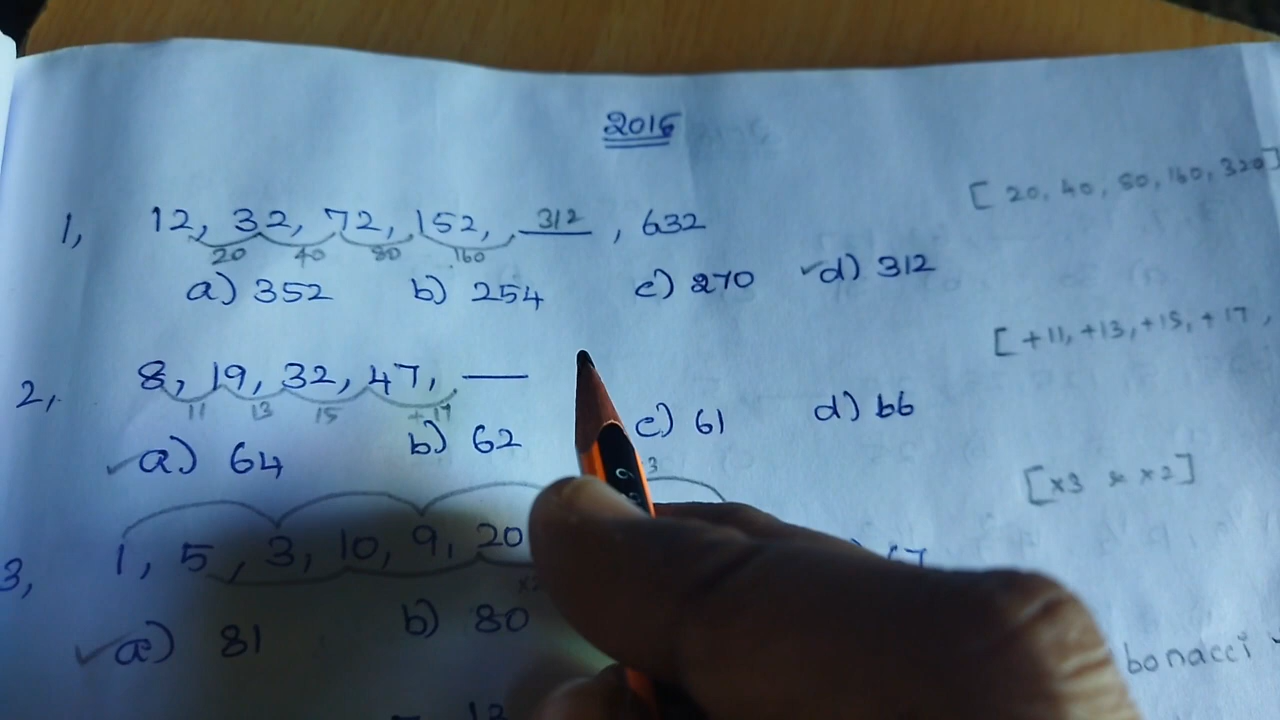 2016
1, 12, 32, 72, 152, 312, 632
20 40 80 160
[20, 40, 80, 160, 320]
a) 352 b) 254 c) 270 d) 312
2, 8, 19, 32, 47, __
11 13 15 +17
[+11, +13, +15, +17,
a) 64 b) 62 c) 61 d) 66
3
[x3 & x2]
3, 1, 5, 3, 10, 9, 20
a) 81 b) 80
bonacci